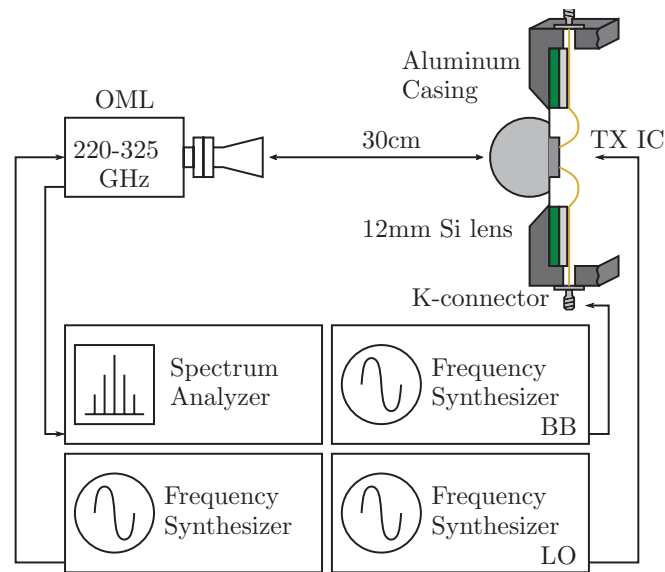 Aluminum
Casing
OML
220-325
GHz
30cm
TX IC
12mm Si lens
K-connector
Spectrum
Analyzer
Frequency
Synthesizer
BB
Frequency
Synthesizer
Frequency
Synthesizer
LO